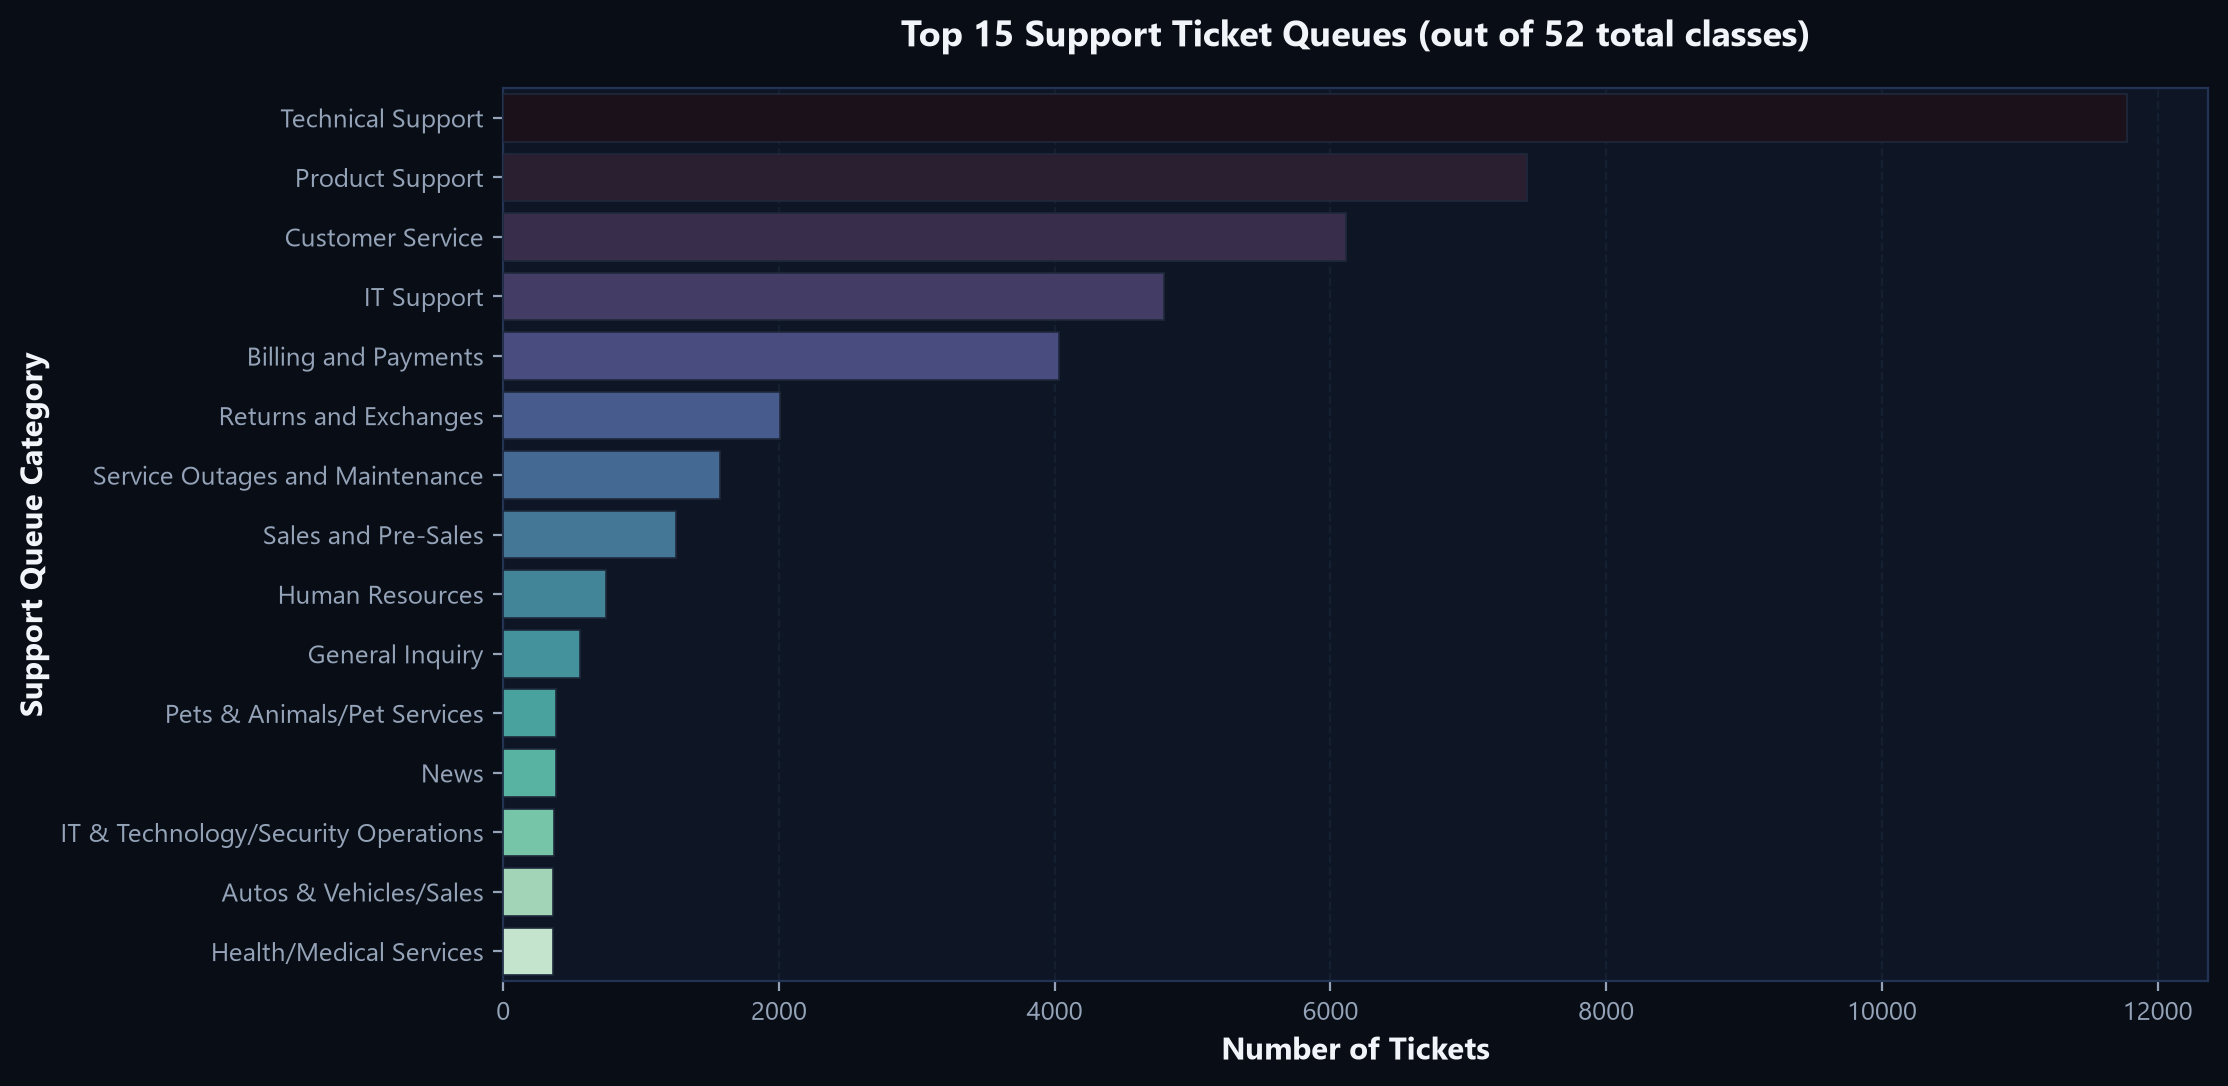 Top 15 Support Ticket Queues (out of 52 total classes)
Support Queue Category
Technical Support
Product Support
Customer Service
IT Support
Billing and Payments
Returns and Exchanges
Service Outages and Maintenance
Sales and Pre-Sales
Human Resources
General Inquiry
Pets & Animals/Pet Services
News
IT & Technology/Security Operations
Autos & Vehicles/Sales
Health/Medical Services
0 2000 4000 6000 8000 10000 12000
Number of Tickets